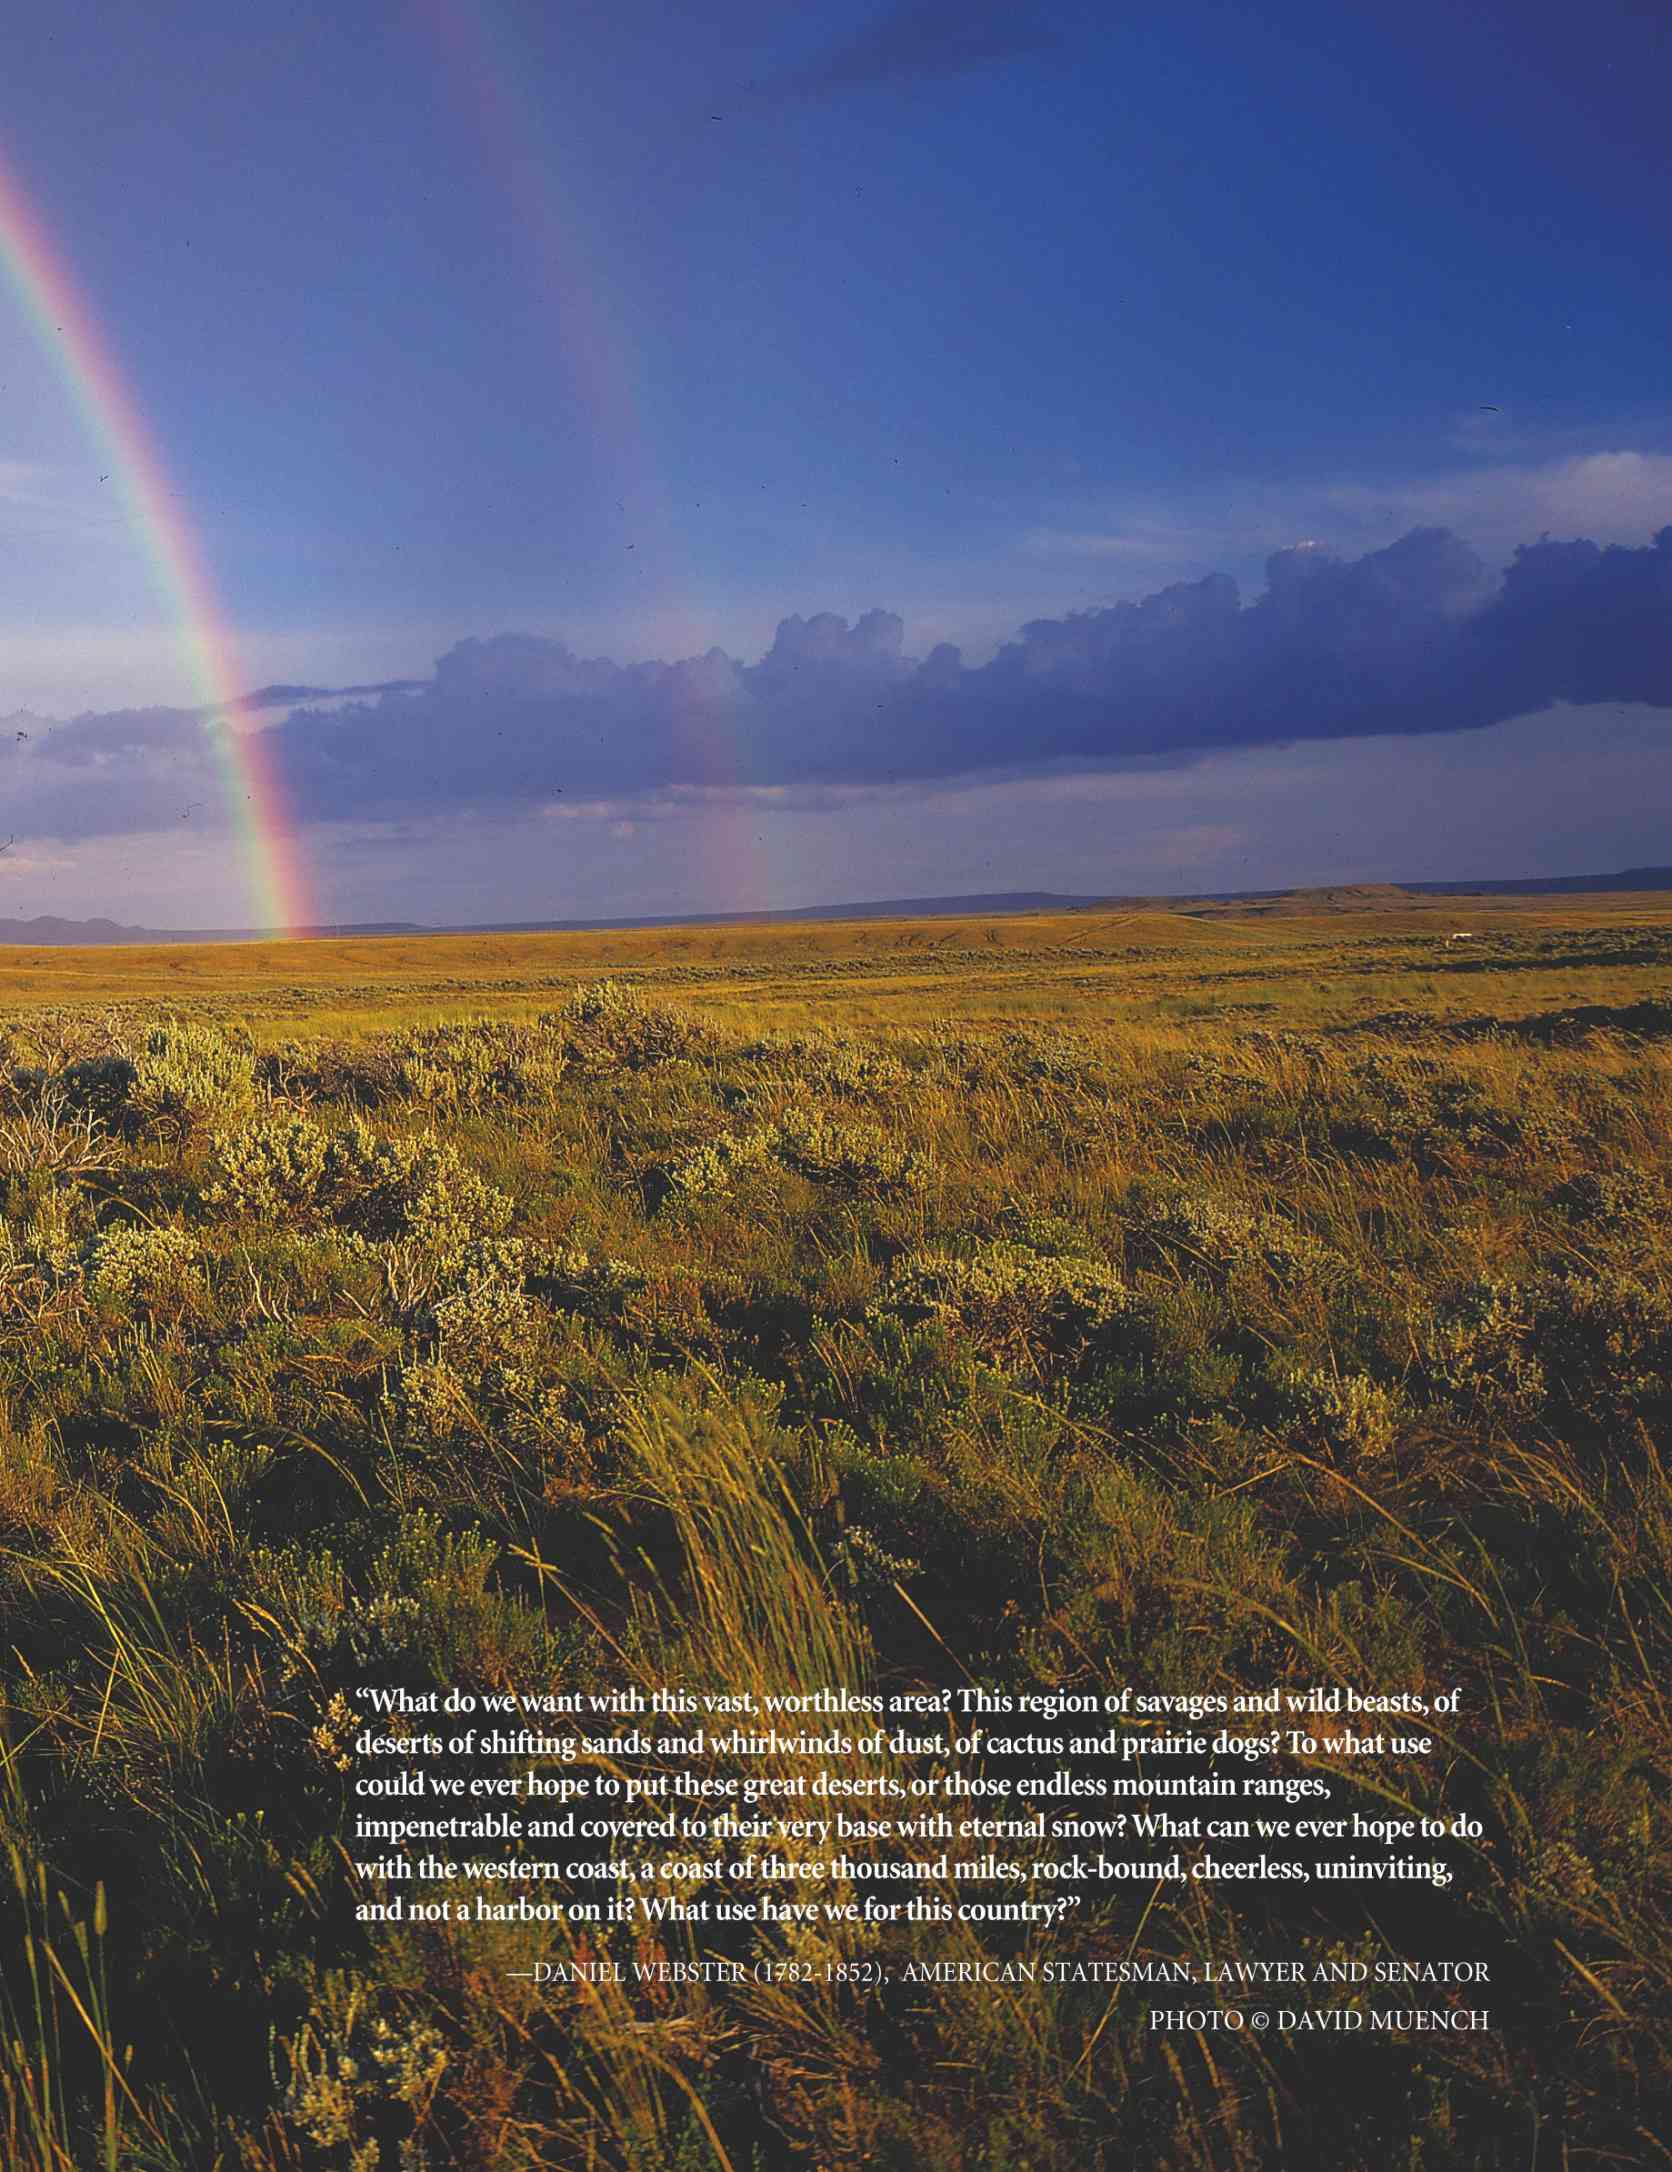 “What do we want with this vast, worthless area? This region of savages and wild beasts, of
deserts of shifting sands and whirlwinds of dust, of cactus and prairie dogs? To what use
could we ever hope to put these great deserts, or those endless mountain ranges,
impenetrable and covered to their very base with eternal snow? What can we ever hope to do
with the western coast, a coast of three thousand miles, rock-bound, cheerless, uninviting,
and not a harbor on it? What use have we for this country?”
—DANIEL WEBSTER (1782-1852), AMERICAN STATESMAN, LAWYER AND SENATOR
PHOTO © DAVID MUENCH